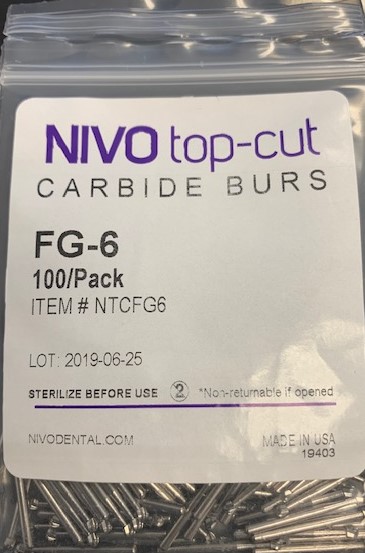 NIVO top-cut
CARBIDE BURS
FG-6
100/Pack
ITEM # NTCFG6
LOT: 2019-06-25
STERILIZE BEFORE USE 2 *Non-returnable if opened
NIVODENTAL.COM MADE IN USA
19403